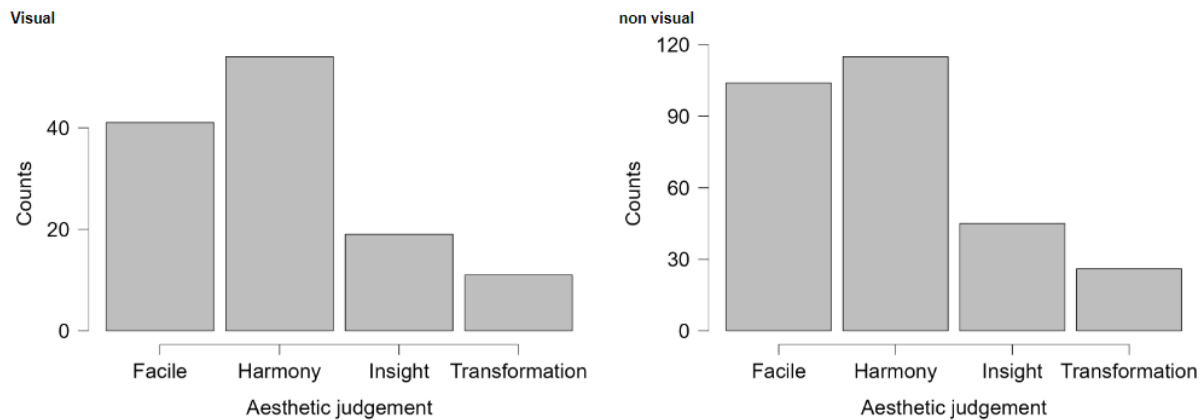 Visual
40
20
0
Counts
Facile Harmony Insight Transformation
Aesthetic judgement
non visual
120
90
60
30
0
Counts
Facile Harmony Insight Transformation
Aesthetic judgement